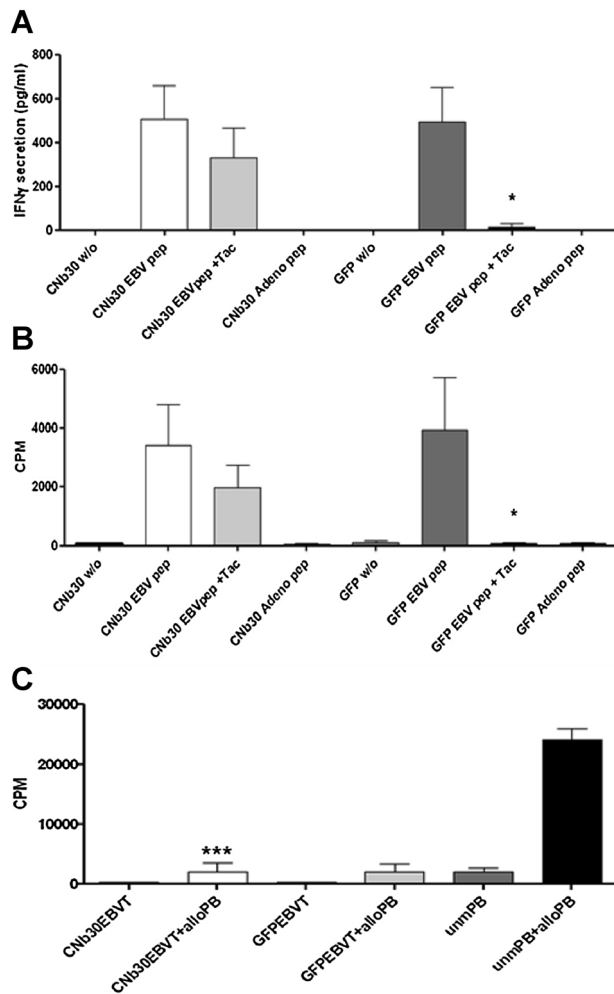 A
IFNγ secretion (pg/ml)
800
600
400
200
0
*
CNb30 w/o
CNb30 EBV pep
CNb30 EBVpep +Tac
CNb30 Adeno pep
GFP w/o
GFP EBV pep
GFP EBV pep + Tac
GFP Adeno pep
B
CPM
6000
4000
2000
0
*
CNb30 w/o
CNb30 EBV pep
CNb30 EBVpep +Tac
CNb30 Adeno pep
GFP w/o
GFP EBV pep
GFP EBV pep + Tac
GFP Adeno pep
C
CPM
30000
20000
10000
0
***
CNb30EBVT
CNb30EBVT+alloPB
GFPEBVT
GFPEBVT+alloPB
unmPB
unmPB+alloPB